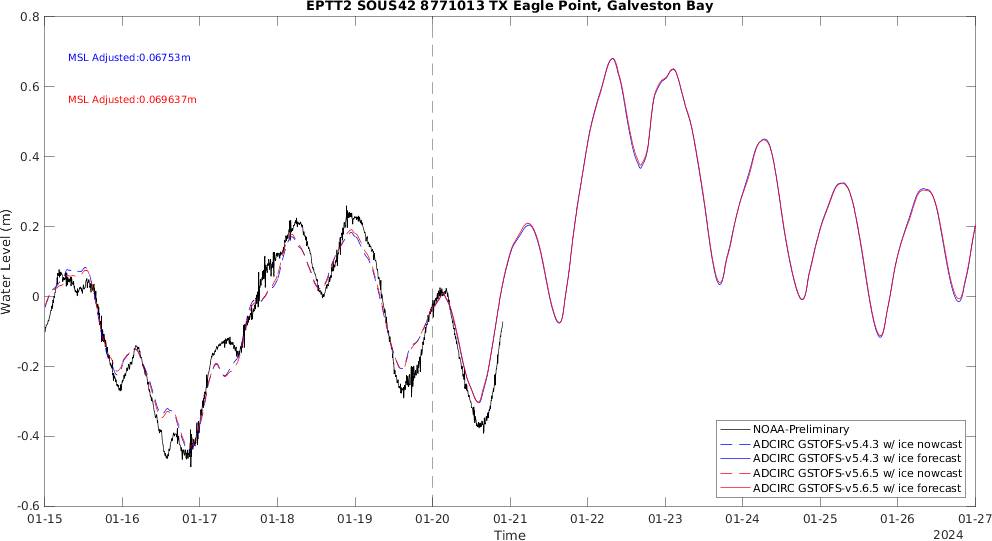 EPTT2 SOUS42 8771013 TX Eagle Point, Galveston Bay
0.8
MSL Adjusted:0.06753m
0.6
MSL Adjusted:0.069637m
0.4
0.2
Water Level (m)
0
-0.2
-0.4
-0.6
NOAA-Preliminary
ADCIRC GSTOFS-v5.4.3 w/ ice nowcast
ADCIRC GSTOFS-v5.4.3 w/ ice forecast
ADCIRC GSTOFS-v5.6.5 w/ ice nowcast
ADCIRC GSTOFS-v5.6.5 w/ ice forecast
01-15 01-16 01-17 01-18 01-19 01-20 01-21 01-22 01-23 01-24 01-25 01-26 01-27
Time
2024